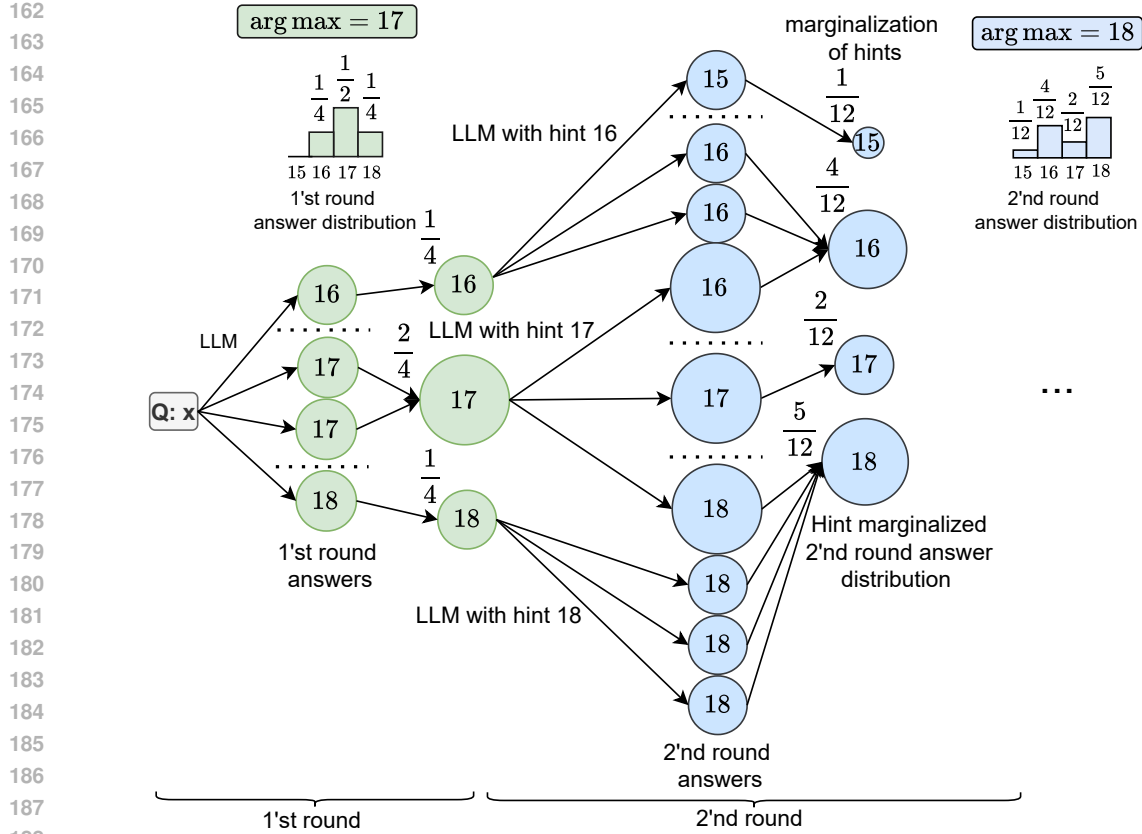 162
163
164
165
166
167
168
169
170
171
172
173
174
175
176
177
178
179
180
181
182
183
184
185
186
187
arg max = 17
1/4
1/2
1/4
15 16 17 18
1'st round
answer distribution
Q: x
LLM
16
17
17
18
1'st round
answers
1/4
16
2/4
17
1/4
18
LLM with hint 16
LLM with hint 17
LLM with hint 18
15
16
16
16
17
18
18
18
18
2'nd round
answers
marginalization
of hints
1/12
15
4/12
16
2/12
17
5/12
18
Hint marginalized
2'nd round answer
distribution
arg max = 18
1/12
4/12
2/12
5/12
15 16 17 18
2'nd round
answer distribution
...
1'st round
2'nd round